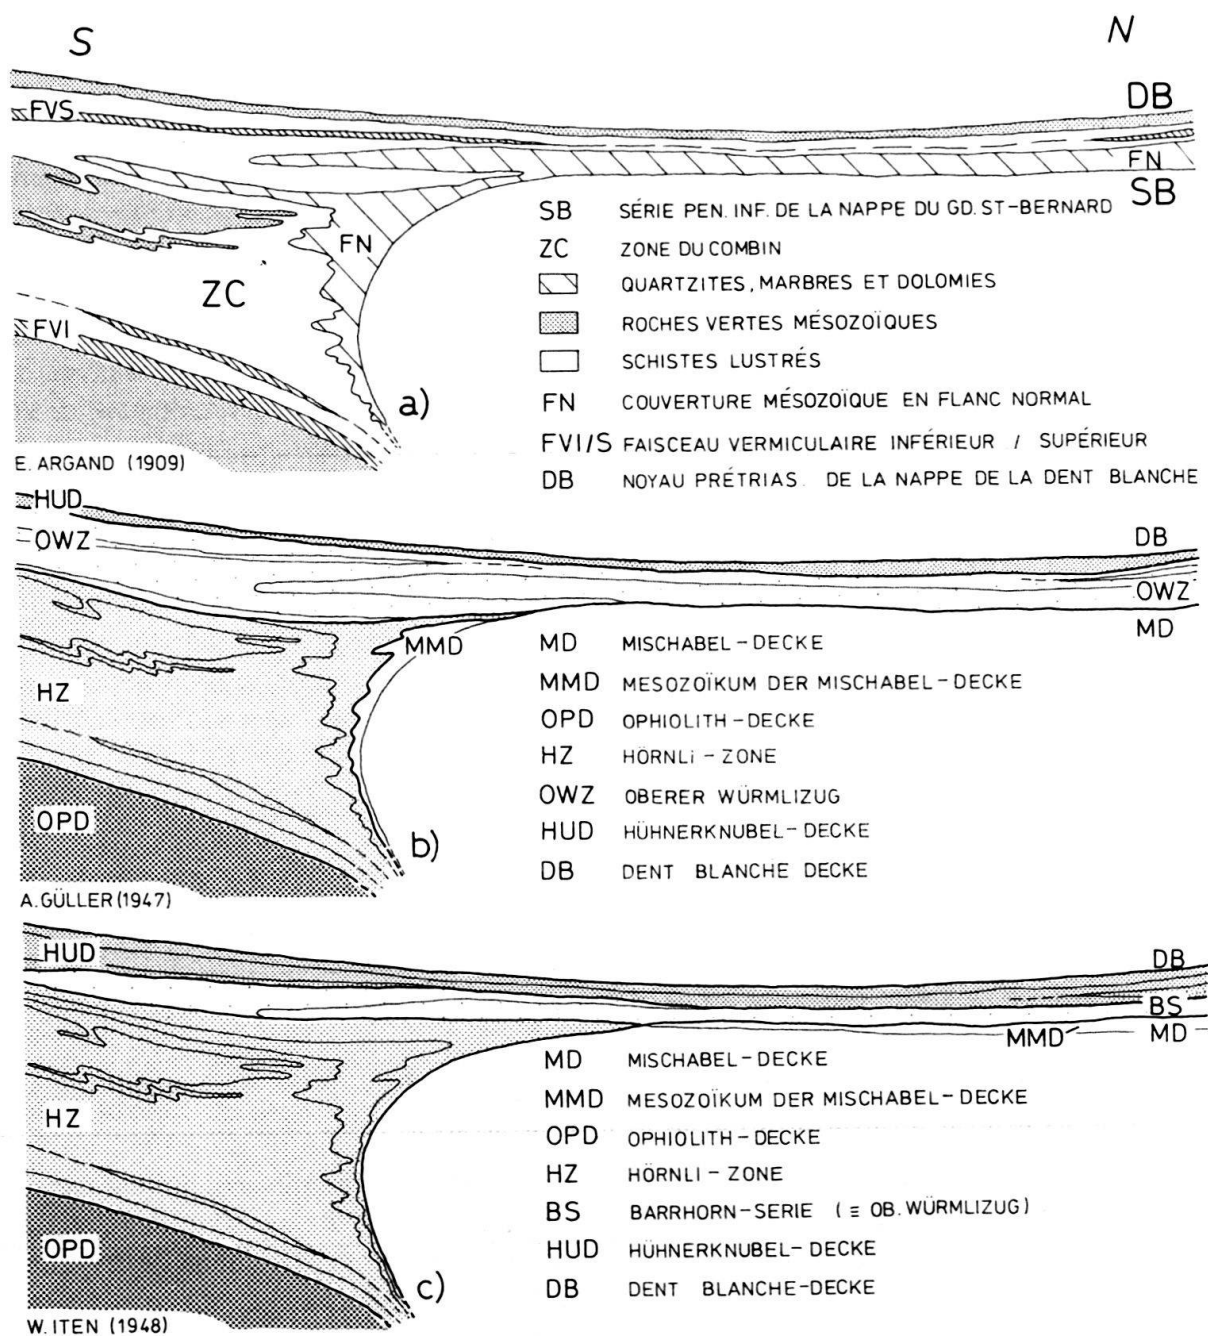 S N
FVS
DB
FN
SB
SB SÉRIE PEN. INF. DE LA NAPPE DU GD. ST-BERNARD
FN
ZC ZONE DU COMBIN
ZC
QUARTZITES, MARBRES ET DOLOMIES
FVI
ROCHES VERTES MÉSOZOÏQUES
SCHISTES LUSTRÉS
a)
FN COUVERTURE MÉSOZOÏQUE EN FLANC NORMAL
FVI/S FAISCEAU VERMICULAIRE INFÉRIEUR / SUPÉRIEUR
E. ARGAND (1909)
DB NOYAU PRÉTRIAS. DE LA NAPPE DE LA DENT BLANCHE
HUD
OWZ
DB
OWZ
MD
MMD
MD MISCHABEL-DECKE
MMD MESOZOÏKUM DER MISCHABEL-DECKE
HZ
OPD OPHIOLITH-DECKE
HZ HÖRNLI-ZONE
OWZ OBERER WÜRMLIZUG
OPD
HUD HÜHNERKNUBEL-DECKE
b)
DB DENT BLANCHE DECKE
A. GÜLLER (1947)
HUD
DB
BS
MMD
MD
MD MISCHABEL-DECKE
MMD MESOZOÏKUM DER MISCHABEL-DECKE
HZ
OPD OPHIOLITH-DECKE
HZ HÖRNLI-ZONE
BS BARRHORN-SERIE (≡ OB. WÜRMLIZUG)
OPD
HUD HÜHNERKNUBEL-DECKE
c)
DB DENT BLANCHE-DECKE
W. ITEN (1948)